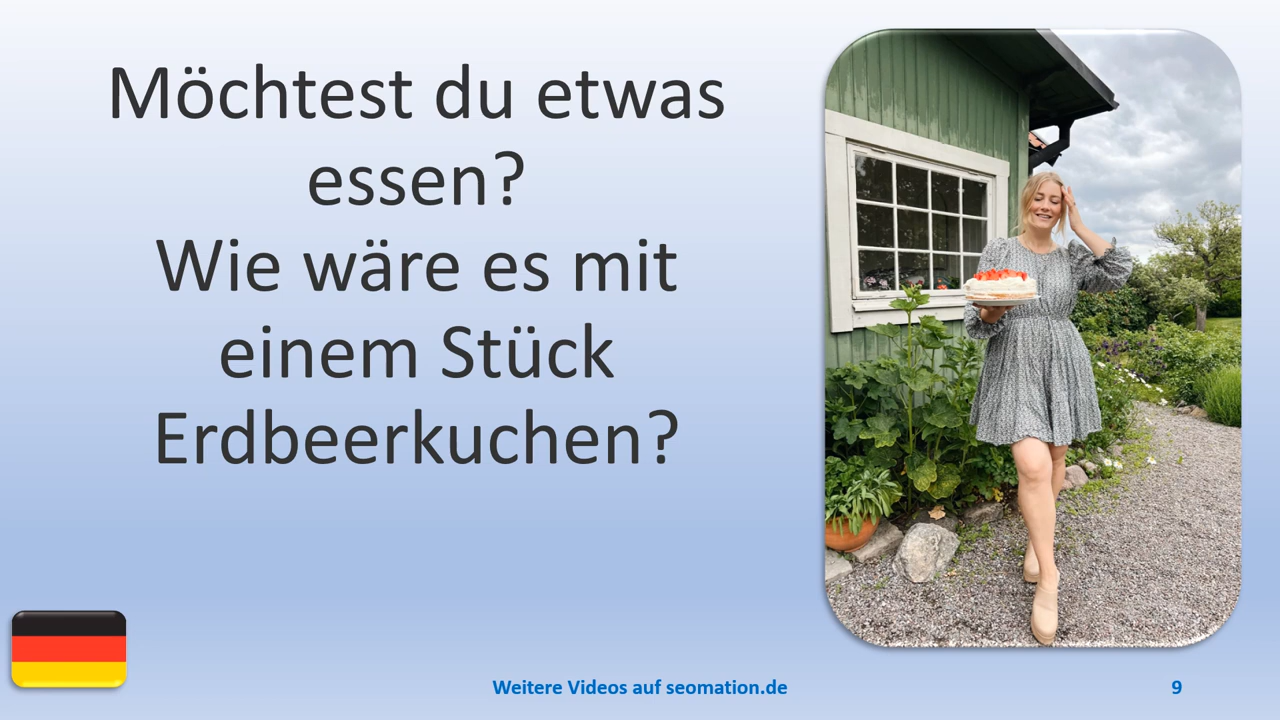 Möchtest du etwas
essen?
Wie wäre es mit
einem Stück
Erdbeerkuchen?
Weitere Videos auf seomation.de
9